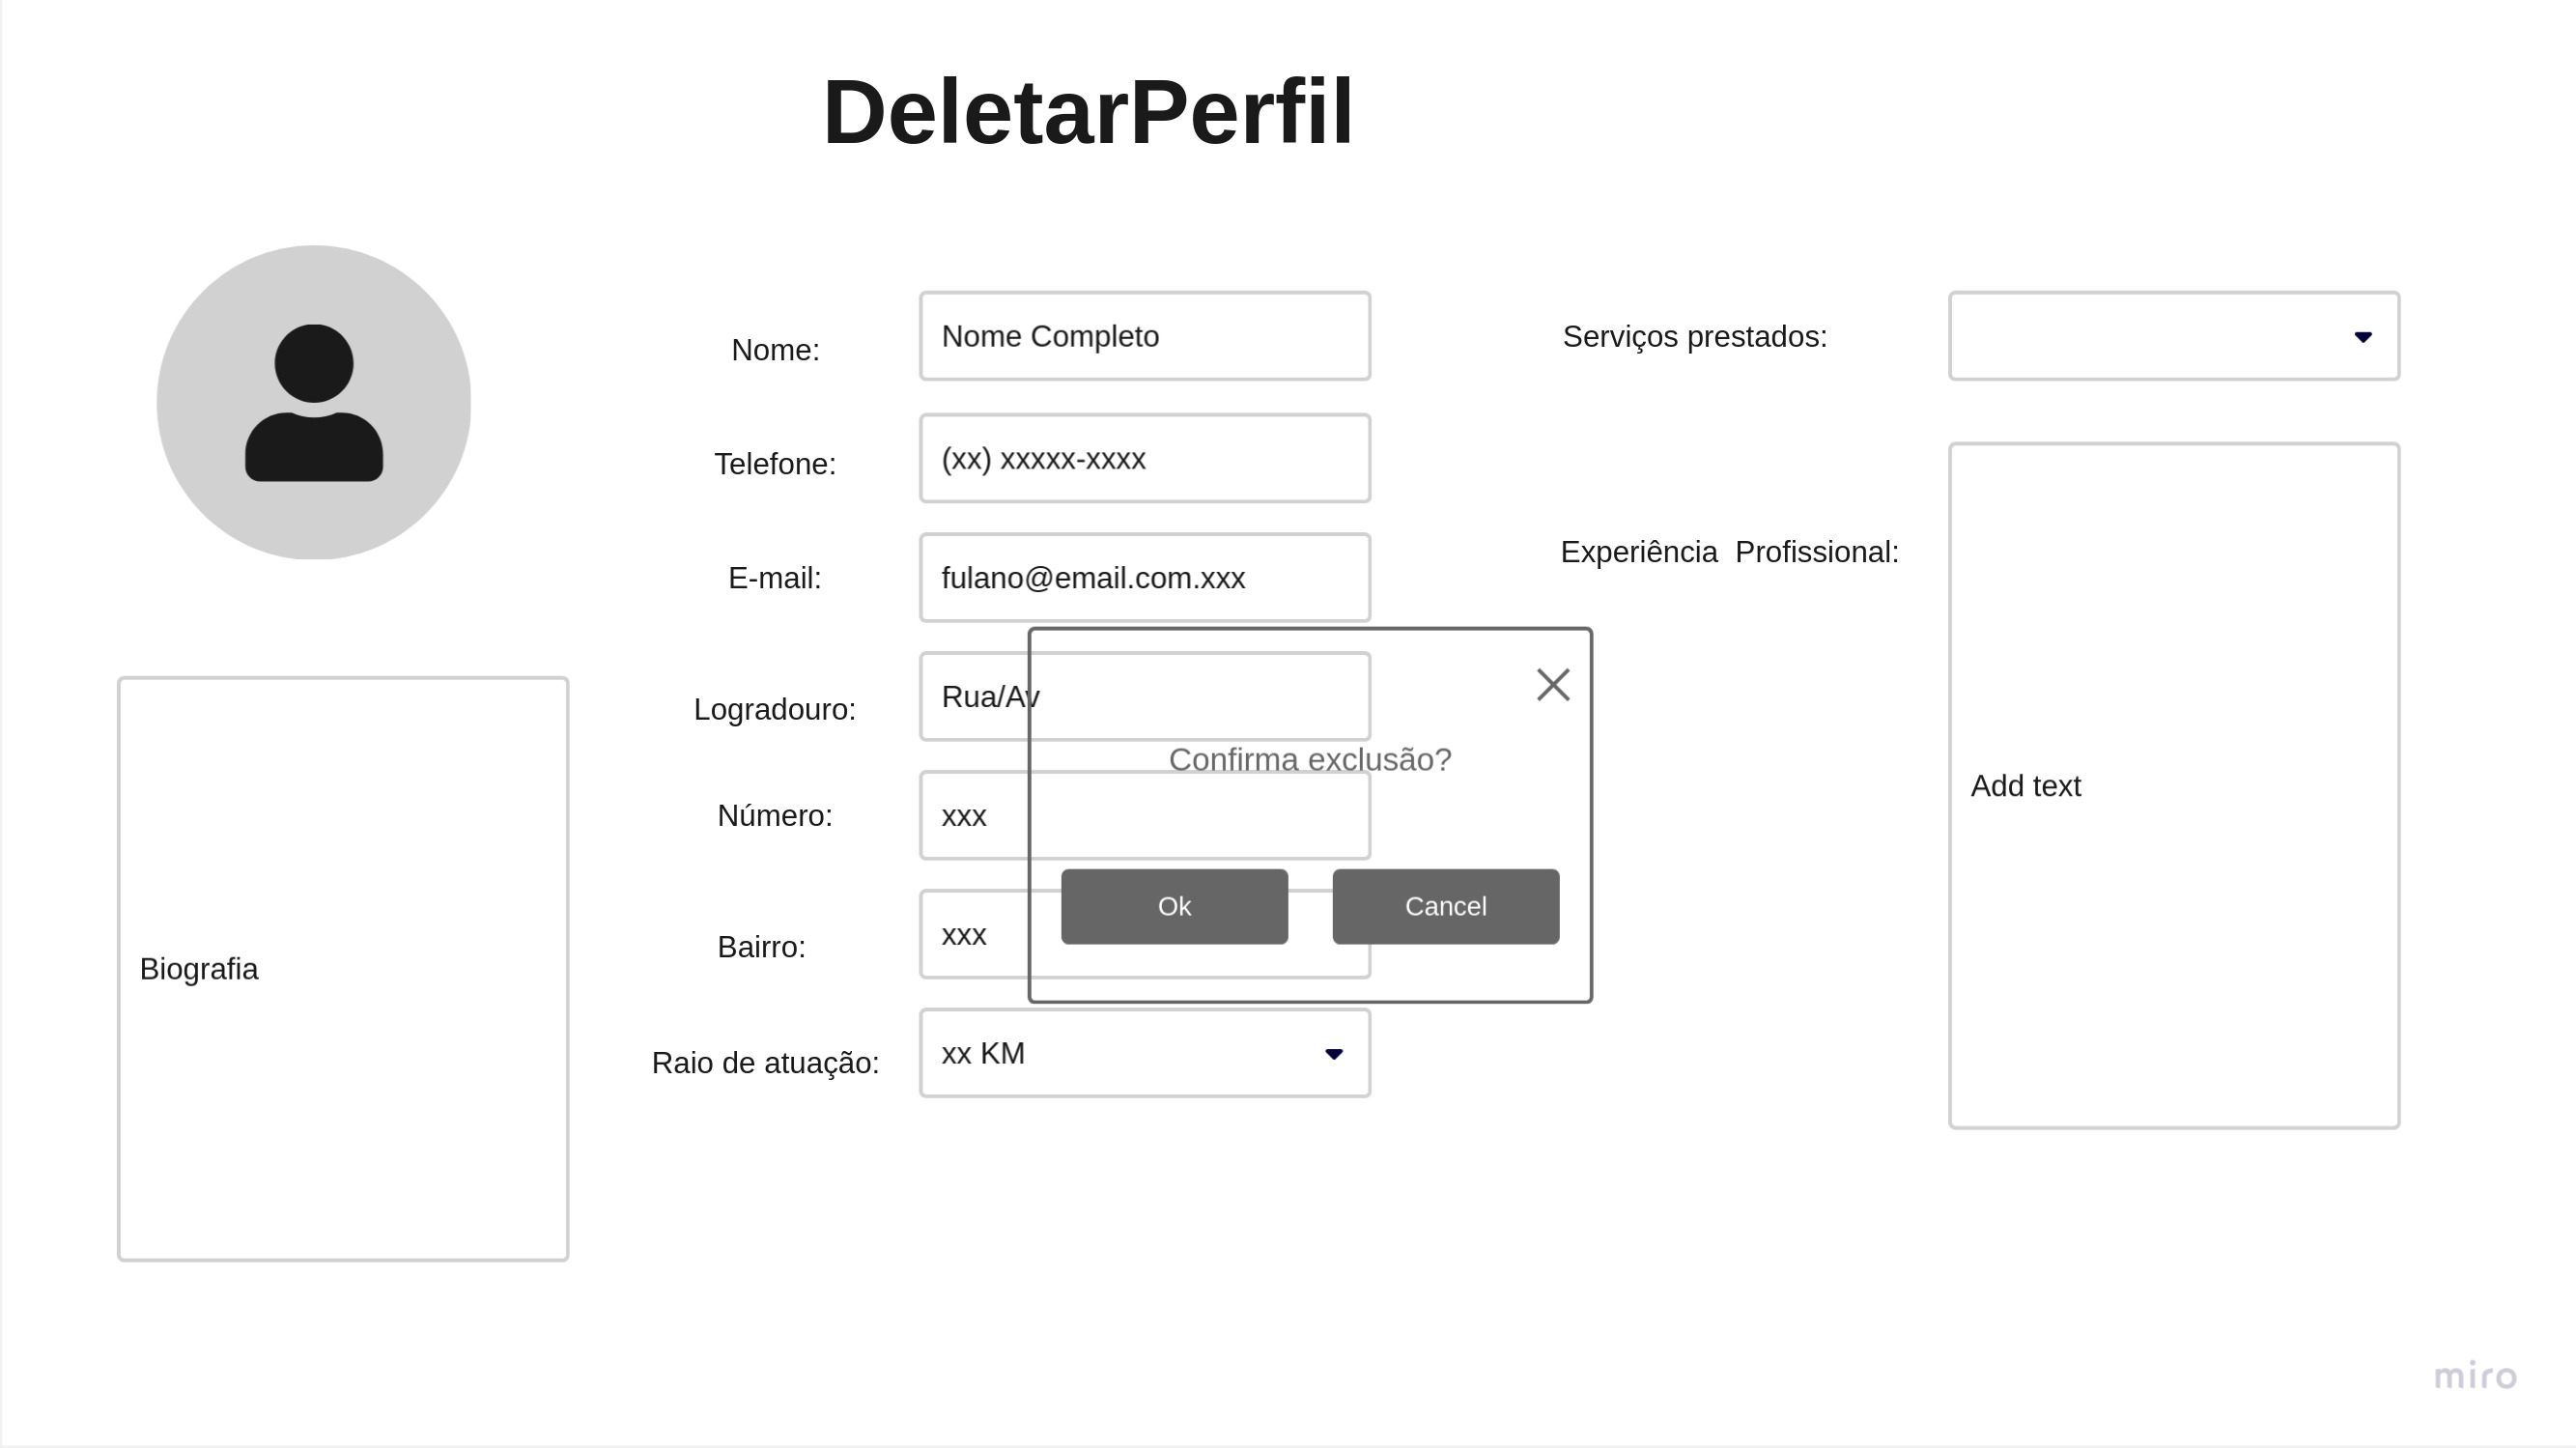 DeletarPerfil
Nome:
Nome Completo
Telefone:
(xx) xxxxx-xxxx
E-mail:
fulano@email.com.xxx
Logradouro:
Rua/Av
Número:
xxx
Bairro:
xxx
Raio de atuação:
xx KM
Biografia
Serviços prestados:
Experiência  Profissional:
Add text
Confirma exclusão?
Ok
Cancel
miro